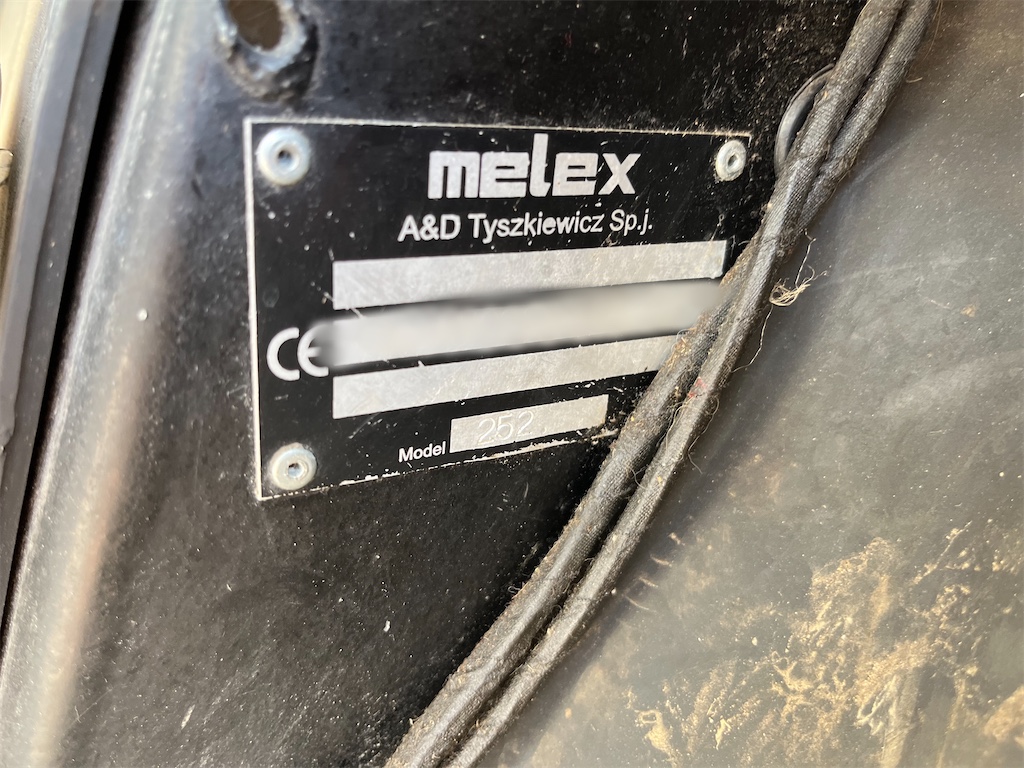 melex
A&D Tyszkiewicz Sp.j.
CE
Model 252